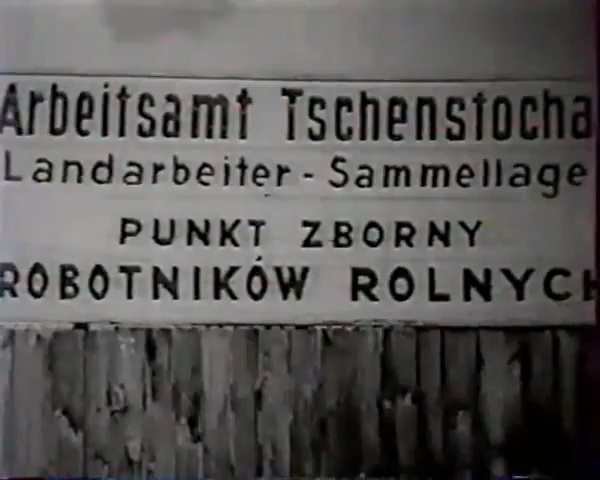 Arbeitsamt Tschenstocha
Landarbeiter - Sammellage
PUNKT ZBORNY
ROBOTNIKÓW ROLNYCH